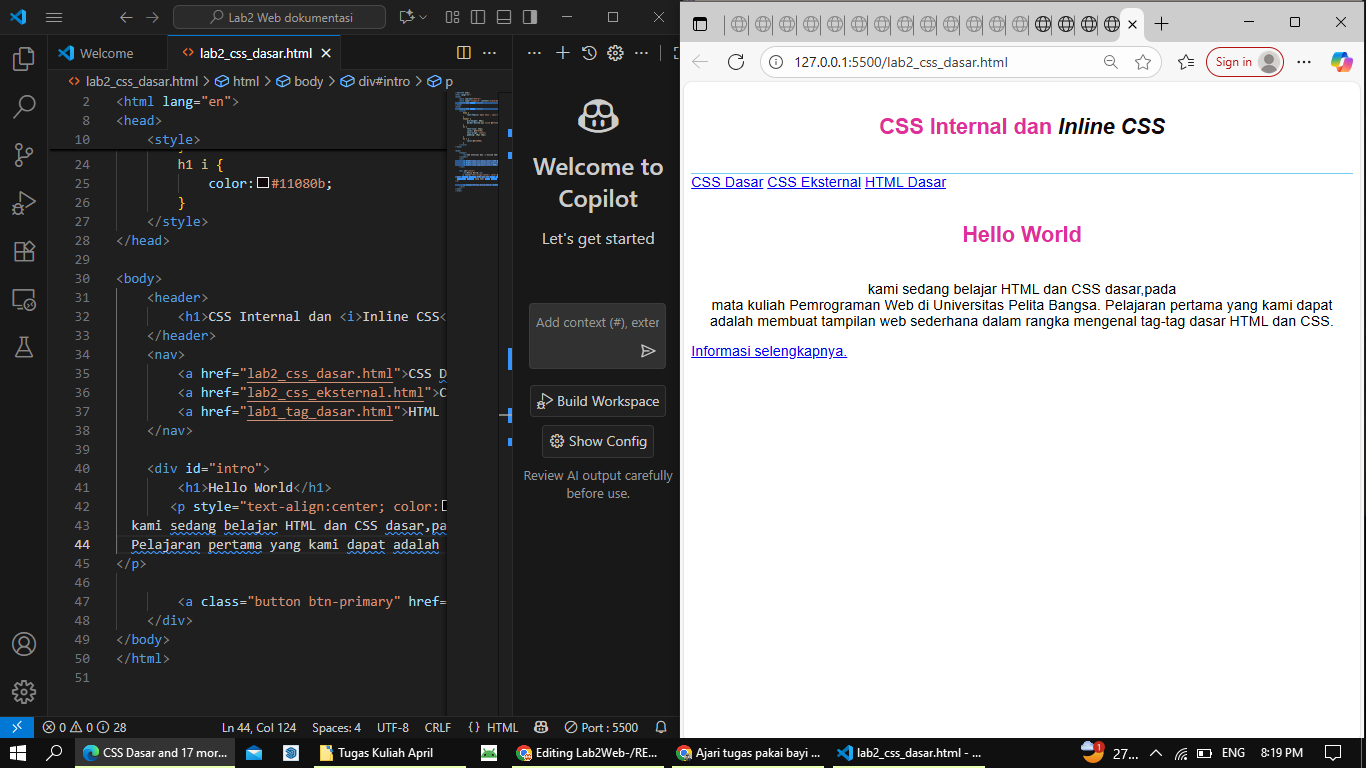 Lab2 Web dokumentasi
Welcome
lab2_css_dasar.html
lab2_css_dasar.html > html > body > div#intro > p
2 <html lang="en">
8 <head>
10 <style>
24 h1 i {
25 color: #11080b;
26 }
27 </style>
28 </head>
29
30 <body>
31 <header>
32 <h1>CSS Internal dan <i>Inline CSS<
33 </header>
34 <nav>
35 <a href="lab2_css_dasar.html">CSS D
36 <a href="lab2_css_eksternal.html">C
37 <a href="lab1_tag_dasar.html">HTML
38 </nav>
39
40 <div id="intro">
41 <h1>Hello World</h1>
42 <p style="text-align:center; color:
43 kami sedang belajar HTML dan CSS dasar,pa
44 Pelajaran pertama yang kami dapat adalah
45 </p>
46
47 <a class="button btn-primary" href=
48 </div>
49 </body>
50 </html>
51
Welcome to
Copilot
Let's get started
Add context (#), exter
Build Workspace
Show Config
Review AI output carefully
before use.
0 0 28 Ln 44, Col 124 Spaces: 4 UTF-8 CRLF {} HTML Port : 5500
127.0.0.1:5500/lab2_css_dasar.html
Sign in
CSS Internal dan Inline CSS
CSS Dasar CSS Eksternal HTML Dasar
Hello World
kami sedang belajar HTML dan CSS dasar,pada
mata kuliah Pemrograman Web di Universitas Pelita Bangsa. Pelajaran pertama yang kami dapat
adalah membuat tampilan web sederhana dalam rangka mengenal tag-tag dasar HTML dan CSS.
Informasi selengkapnya.
CSS Dasar and 17 mor...
Tugas Kuliah April
Editing Lab2Web-/RE...
Ajari tugas pakai bayi ...
lab2_css_dasar.html - ...
1
27...
ENG
8:19 PM